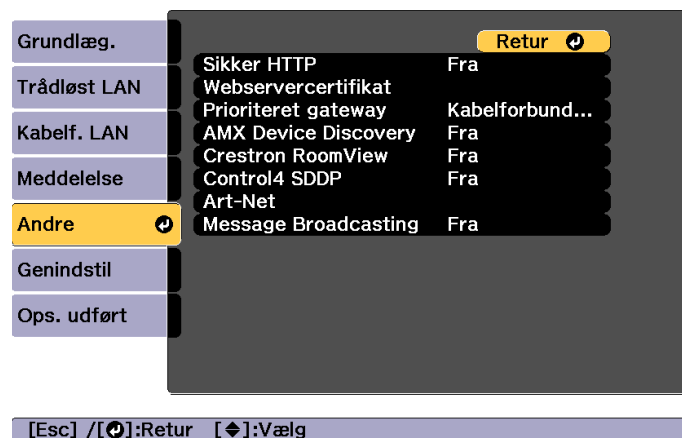 Grundlæg.
Trådløst LAN
Kabelf. LAN
Meddelelse
Andre
Genindstil
Ops. udført
Retur
Sikker HTTP Fra
Webservercertifikat
Prioriteret gateway Kabelforbund...
AMX Device Discovery Fra
Crestron RoomView Fra
Control4 SDDP Fra
Art-Net
Message Broadcasting Fra
[Esc] /[⏎]:Retur [◆]:Vælg